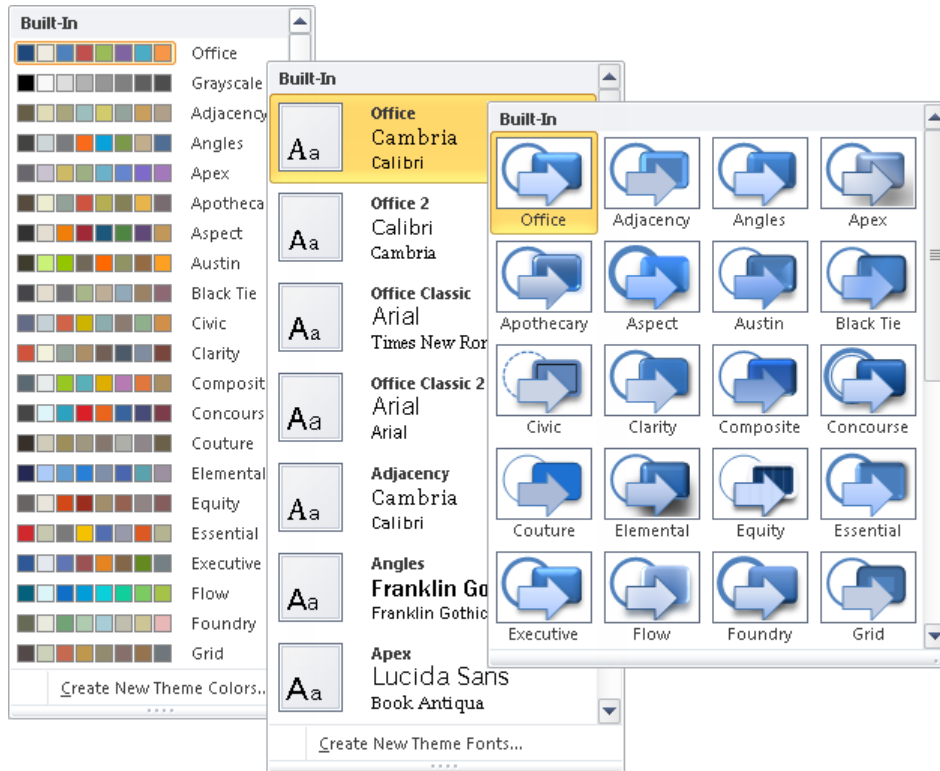 Built-In
Office
Grayscale
Adjacency
Angles
Apex
Apotheca
Aspect
Austin
Black Tie
Civic
Clarity
Composit
Concours
Couture
Elemental
Equity
Essential
Executive
Flow
Foundry
Grid
Create New Theme Colors..
Built-In
Aa
Office
Cambria
Calibri
Aa
Office 2
Calibri
Cambria
Aa
Office Classic
Arial
Times New Ror
Aa
Office Classic 2
Arial
Arial
Aa
Adjacency
Cambria
Calibri
Aa
Angles
Franklin Go
Franklin Gothic
Aa
Apex
Lucida Sans
Book Antiqua
Create New Theme Fonts...
Built-In
Office Adjacency Angles Apex
Apothecary Aspect Austin Black Tie
Civic Clarity Composite Concourse
Couture Elemental Equity Essential
Executive Flow Foundry Grid